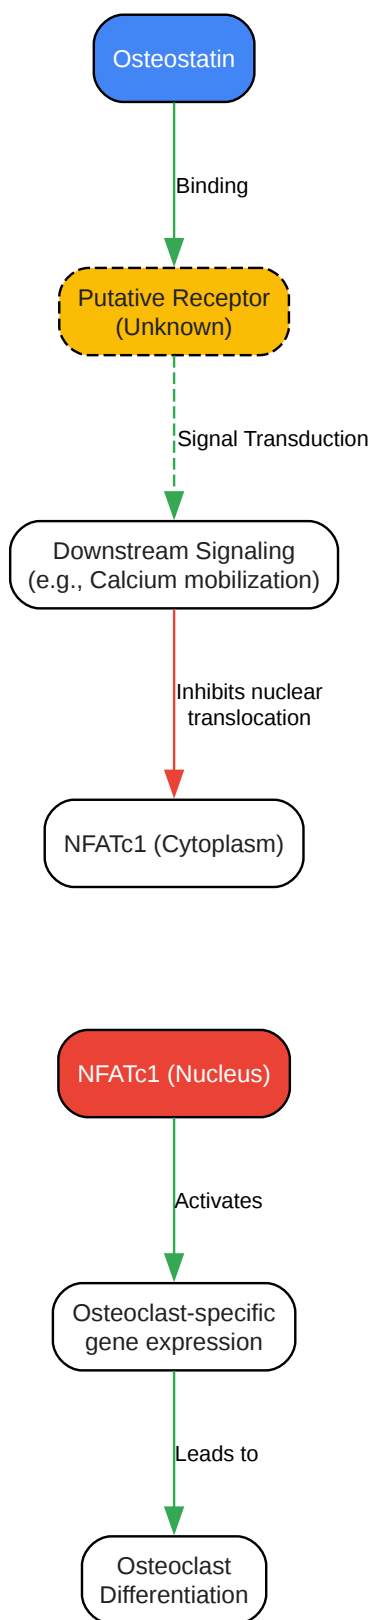 Osteostatin
Binding
Putative Receptor
(Unknown)
Signal Transduction
Downstream Signaling
(e.g., Calcium mobilization)
Inhibits nuclear
translocation
NFATc1 (Cytoplasm)
NFATc1 (Nucleus)
Activates
Osteoclast-specific
gene expression
Leads to
Osteoclast
Differentiation